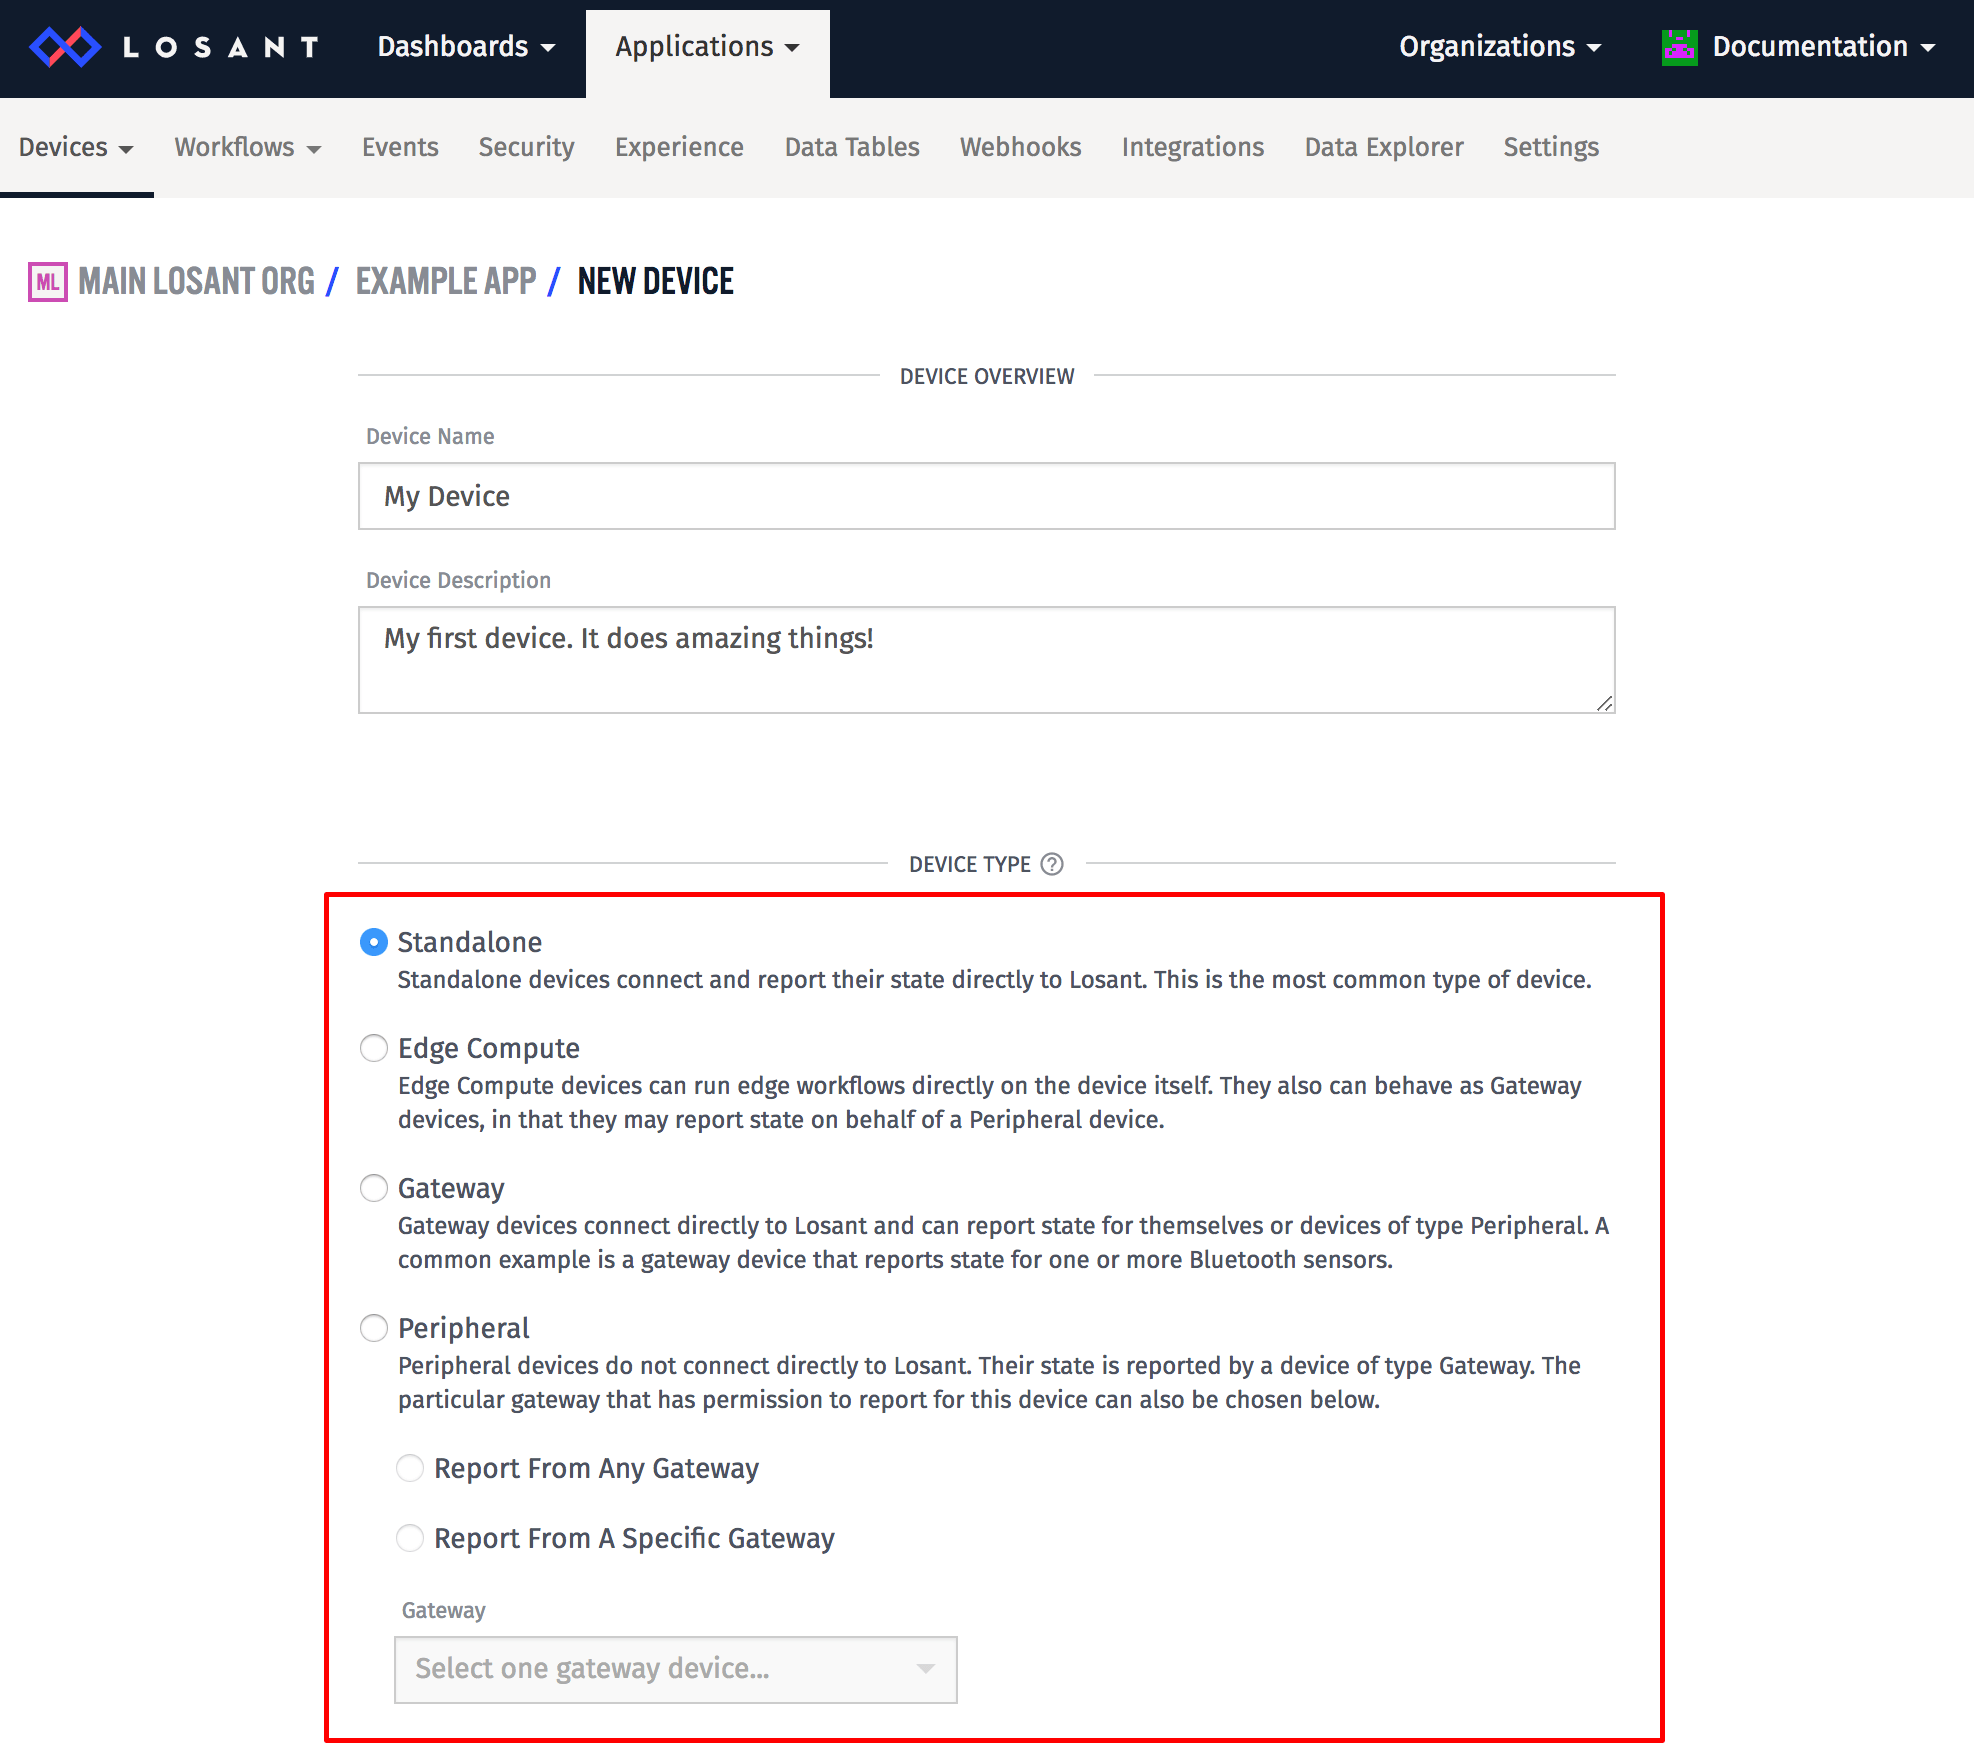 LOSANT Dashboards Applications Organizations Documentation
Devices Workflows Events Security Experience Data Tables Webhooks Integrations Data Explorer Settings
ML MAIN LOSANT ORG / EXAMPLE APP / NEW DEVICE
DEVICE OVERVIEW
Device Name
My Device
Device Description
My first device. It does amazing things!
DEVICE TYPE ?
Standalone
Standalone devices connect and report their state directly to Losant. This is the most common type of device.
Edge Compute
Edge Compute devices can run edge workflows directly on the device itself. They also can behave as Gateway
devices, in that they may report state on behalf of a Peripheral device.
Gateway
Gateway devices connect directly to Losant and can report state for themselves or devices of type Peripheral. A
common example is a gateway device that reports state for one or more Bluetooth sensors.
Peripheral
Peripheral devices do not connect directly to Losant. Their state is reported by a device of type Gateway. The
particular gateway that has permission to report for this device can also be chosen below.
Report From Any Gateway
Report From A Specific Gateway
Gateway
Select one gateway device...